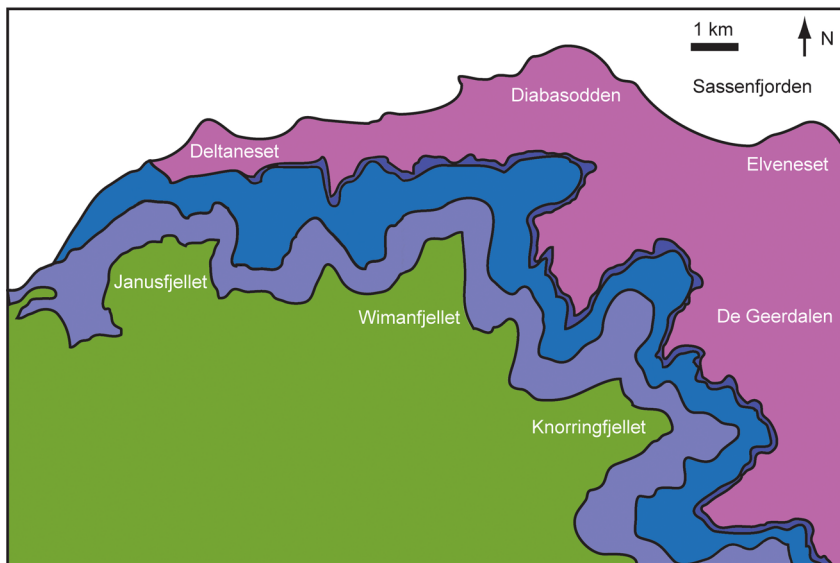 1 km
N
Sassenfjorden
Diabasodden
Deltaneset
Elveneset
Janusfjellet
Wimanfjellet
De Geerdalen
Knorringfjellet